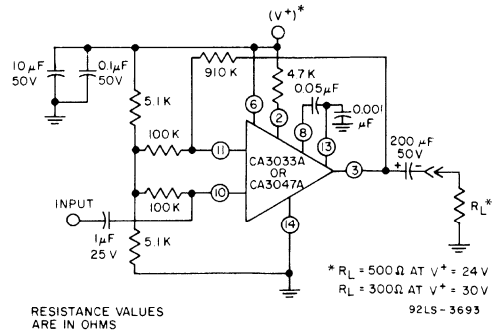 (V+)*
10µF
50V
0.1µF
50V
910K
4.7K
0.05µF
0.001
µF
5.1K
6
2
8
13
100K
11
CA3033A
OR
CA3047A
3
200µF
50V
+ -
INPUT
10
100K
1µF
25V
5.1K
14
RL*
* RL = 500Ω AT V+ = 24V
RL = 300Ω AT V+ = 30V
92LS-3693
RESISTANCE VALUES
ARE IN OHMS